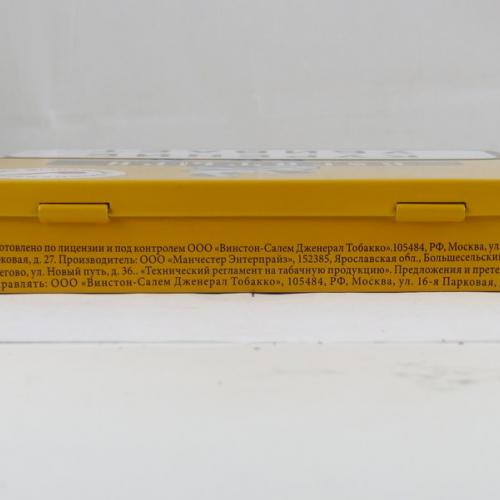 отовлено по лицензии и под контролем ООО «Винстон-Салем Дженерал Тобакко».105484, РФ, Москва, ул.
ковая, д. 27. Производитель: ООО «Манчестер Энтерпрайз», 152385, Ярославская обл., Большесельский
егово, ул. Новый путь, д. 36.. «Технический регламент на табачную продукцию». Предложения и прете
равлять: ООО «Винстон-Салем Дженерал Тобакко», 105484, РФ, Москва, ул. 16-я Парковая,